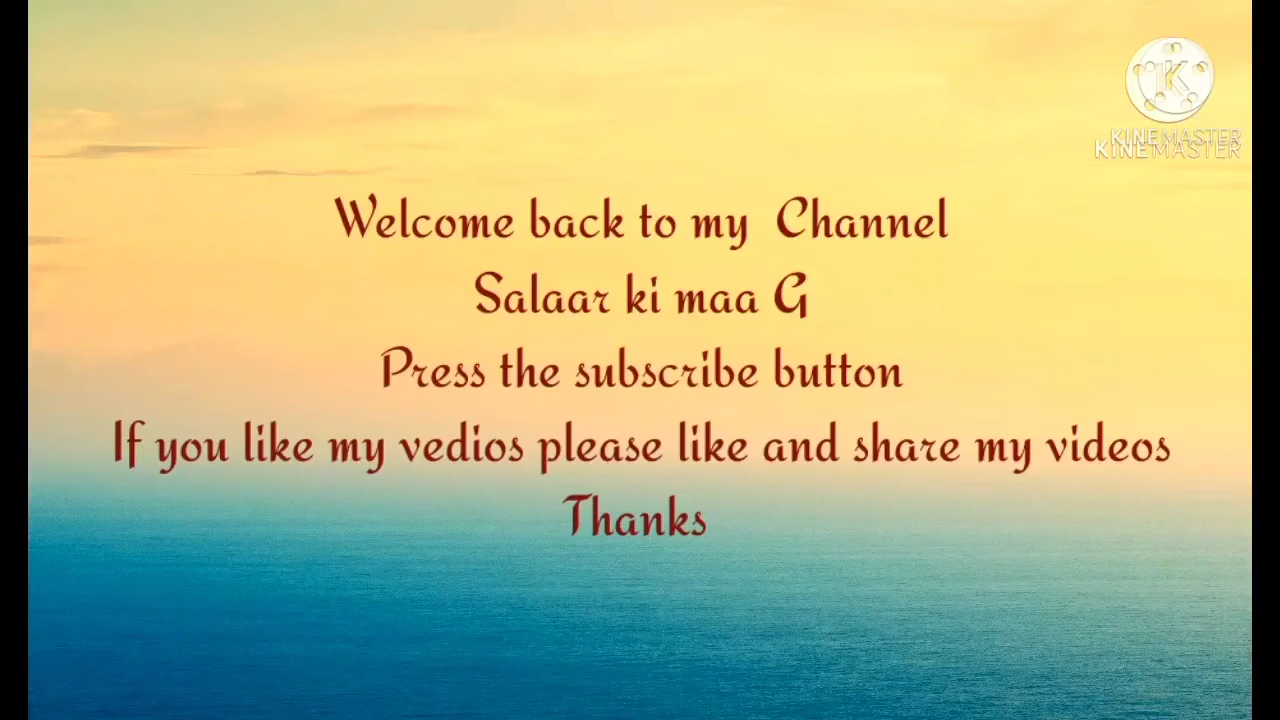 KINEMASTER
KINEMASTER
Welcome back to my Channel
Salaar ki maa G
Press the subscribe button
If you like my vedios please like and share my videos
Thanks